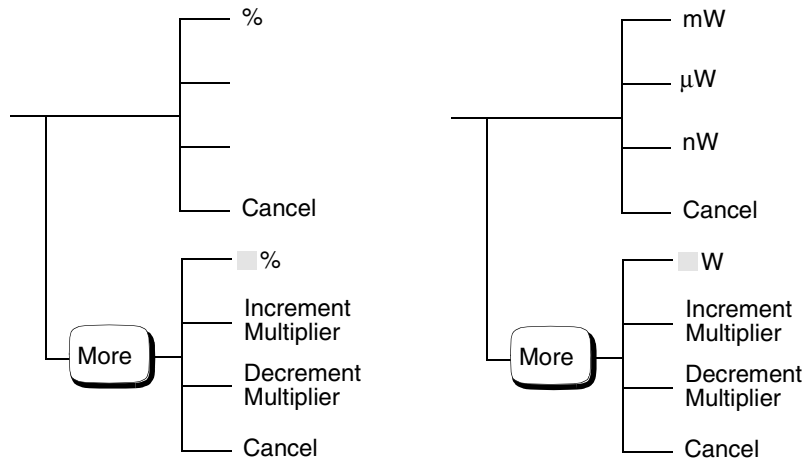 %
Cancel
More
%
Increment
Multiplier
Decrement
Multiplier
Cancel
mW
μW
nW
Cancel
More
W
Increment
Multiplier
Decrement
Multiplier
Cancel